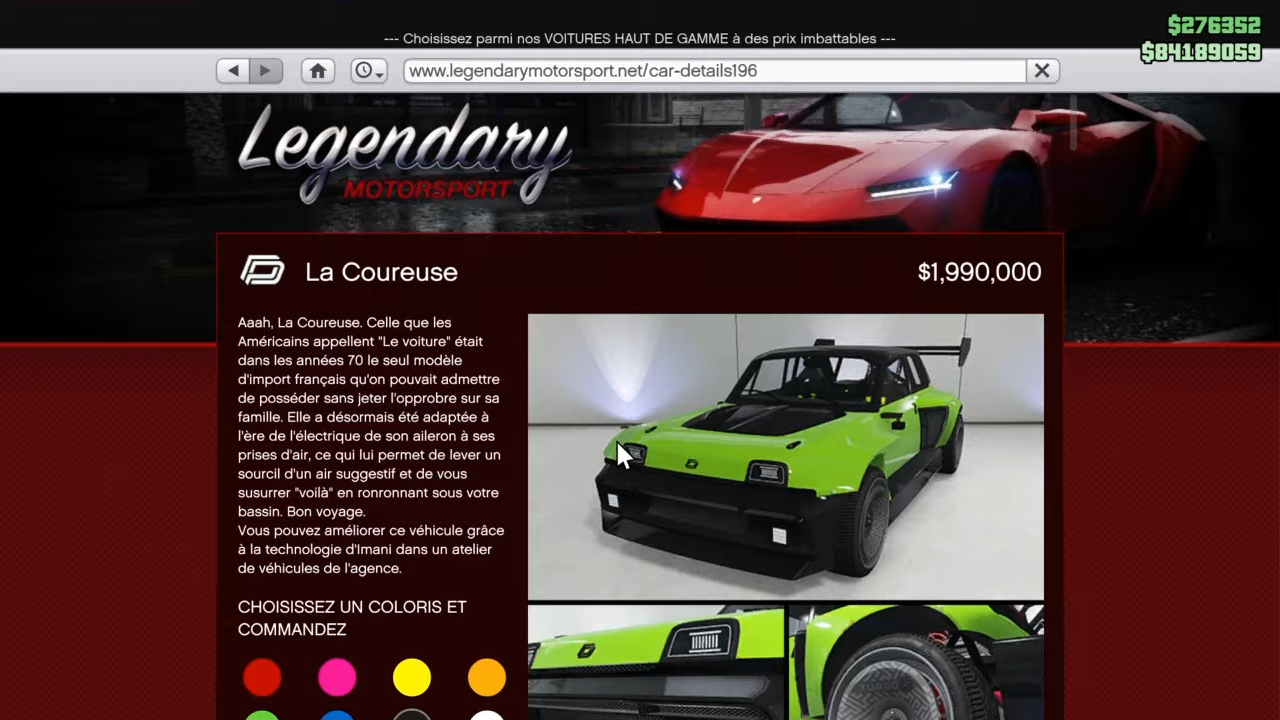 $276352
--- Choisissez parmi nos VOITURES HAUT DE GAMME à des prix imbattables ---
$84189059
www.legendarymotorsport.net/car-details196
Legendary
MOTORSPORT
La Coureuse
$1,990,000
Aaah, La Coureuse. Celle que les
Américains appellent "Le voiture" était
dans les années 70 le seul modèle
d'import français qu'on pouvait admettre
de posséder sans jeter l'opprobre sur sa
famille. Elle a désormais été adaptée à
l'ère de l'électrique de son aileron à ses
prises d'air, ce qui lui permet de lever un
sourcil d'un air suggestif et de vous
susurrer "voilà" en ronronnant sous votre
bassin. Bon voyage.
Vous pouvez améliorer ce véhicule grâce
à la technologie d'Imani dans un atelier
de véhicules de l'agence.
CHOISISSEZ UN COLORIS ET
COMMANDEZ
TURBO